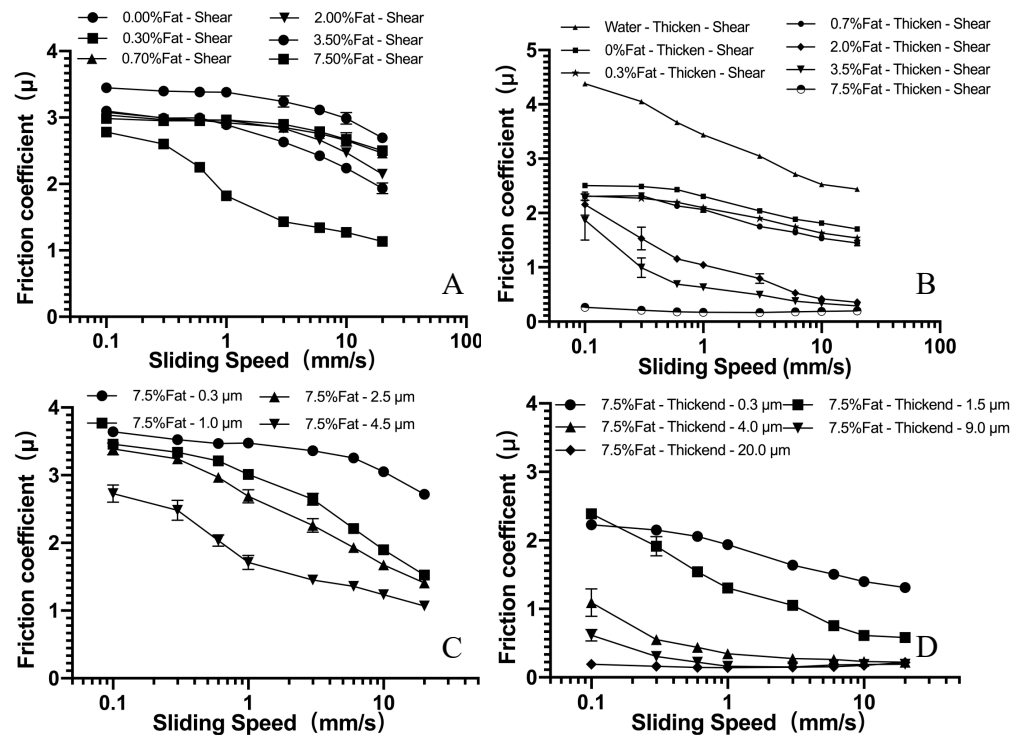 0.00%Fat - Shear 2.00%Fat - Shear
0.30%Fat - Shear 3.50%Fat - Shear
0.70%Fat - Shear 7.50%Fat - Shear
4
3
2
1
0
Friction coefficient (μ)
0.1 1 10 100
Sliding Speed (mm/s)
A
Water - Thicken - Shear 0.7%Fat - Thicken - Shear
0%Fat - Thicken - Shear 2.0%Fat - Thicken - Shear
0.3%Fat - Thicken - Shear 3.5%Fat - Thicken - Shear
7.5%Fat - Thicken - Shear
5
4
3
2
1
0
Friction coefficient (μ)
0.1 1 10 100
Sliding Speed (mm/s)
B
7.5%Fat - 0.3 μm 7.5%Fat - 2.5 μm
7.5%Fat - 1.0 μm 7.5%Fat - 4.5 μm
4
3
2
1
0
Friction coefficient (μ)
0.1 1 10
Sliding Speed (mm/s)
C
7.5%Fat - Thickend - 0.3 μm 7.5%Fat - Thickend - 1.5 μm
7.5%Fat - Thickend - 4.0 μm 7.5%Fat - Thickend - 9.0 μm
7.5%Fat - Thickend - 20.0 μm
4
3
2
1
0
Friction coefficent (μ)
0.1 1 10
Sliding Speed (mm/s)
D